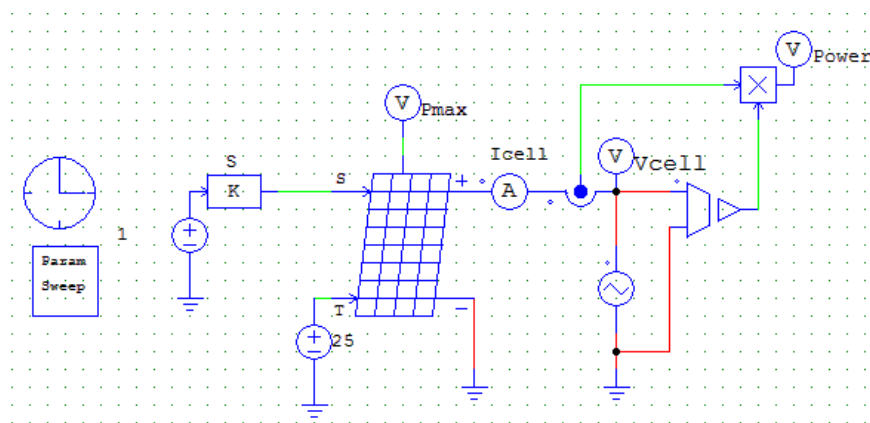 V
Power
V
Pmax
Icell
V
Vcell
S
K
S
+
A
1
Param
Sweep
T
25
−